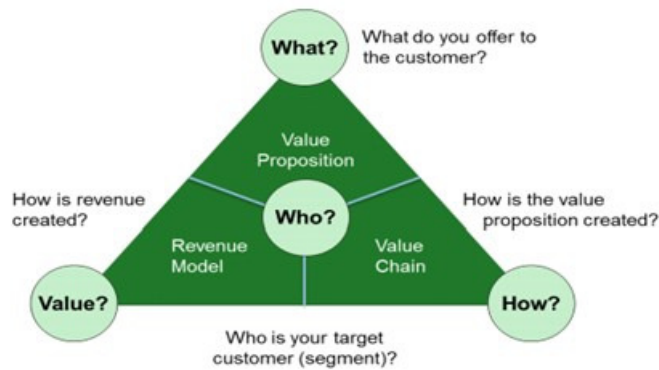 What?
What do you offer to
the customer?
Value
Proposition
How is revenue
created?
Who?
How is the value
proposition created?
Revenue
Model
Value
Chain
Value?
How?
Who is your target
customer (segment)?